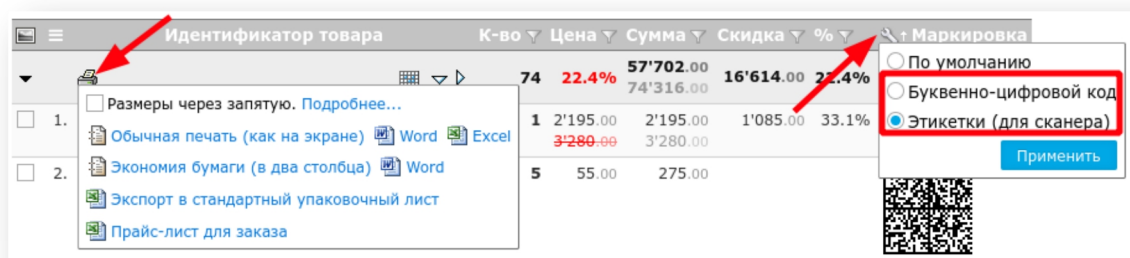 Идентификатор товара К-во Цена Сумма Скидка % ↑ Маркировка
74 22.4% 57'702.00 16'614.00 22.4%
74'316.00
По умолчанию
Буквенно-цифровой код
Этикетки (для сканера)
Применить
Размеры через запятую. Подробнее...
Обычная печать (как на экране) Word Excel
Экономия бумаги (в два столбца) Word
Экспорт в стандартный упаковочный лист
Прайс-лист для заказа
1. 1 2'195.00 2'195.00 1'085.00 33.1%
3'280.00 3'280.00
2. 5 55.00 275.00